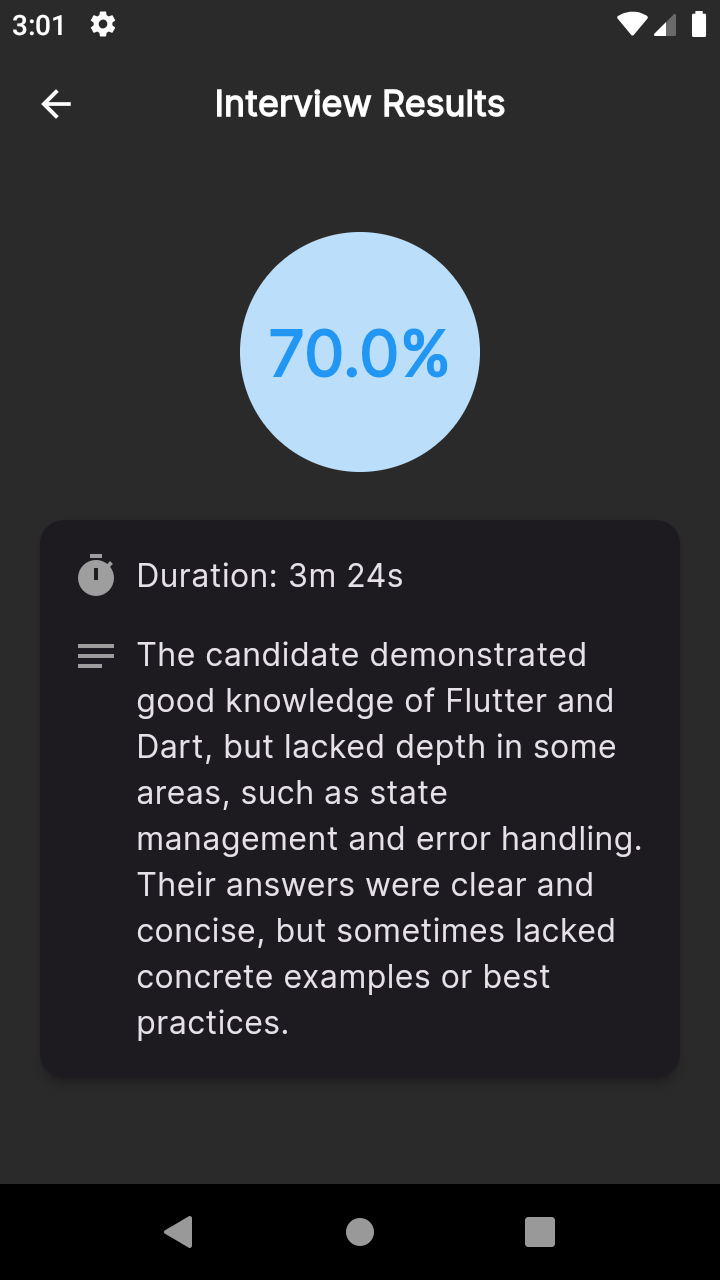 3:01
Interview Results
70.0%
Duration: 3m 24s
The candidate demonstrated
good knowledge of Flutter and
Dart, but lacked depth in some
areas, such as state
management and error handling.
Their answers were clear and
concise, but sometimes lacked
concrete examples or best
practices.